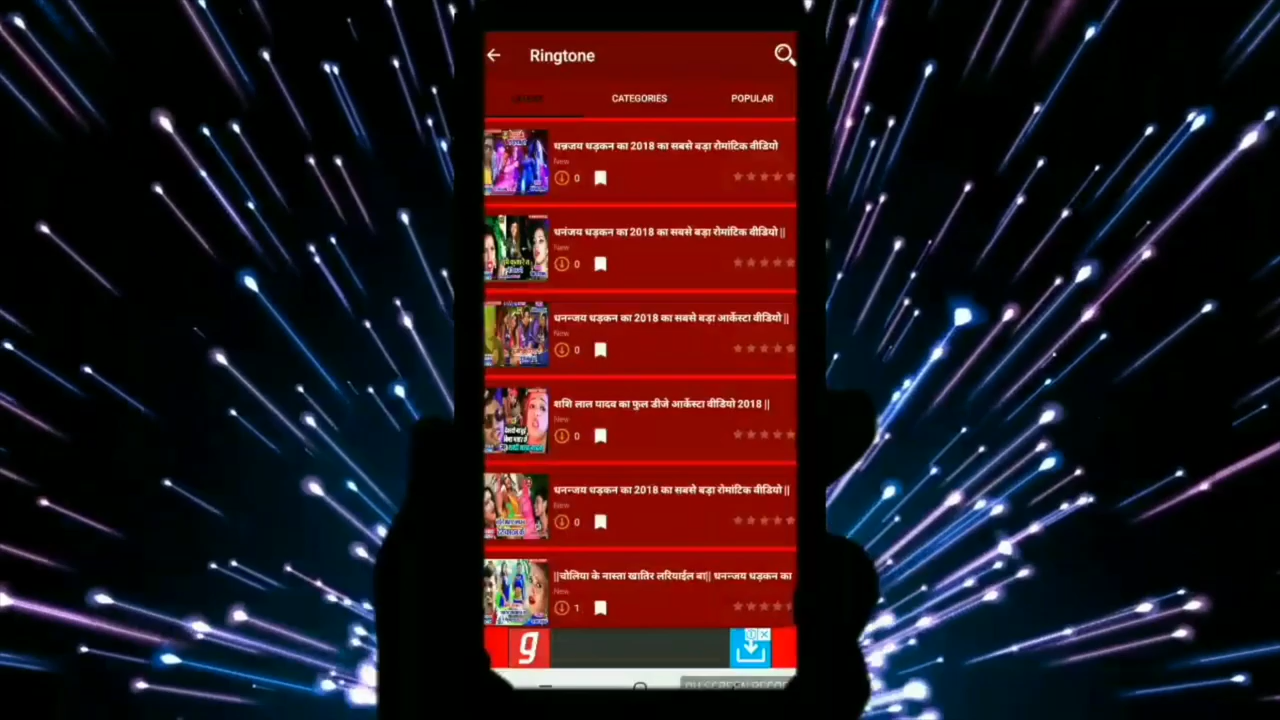 Ringtone
CATEGORIES
POPULAR
धन्नजय धड़कन का 2018 का सबसे बड़ा रोमांटिक वीडियो
New
0
धनंजय धड़कन का 2018 का सबसे बड़ा रोमांटिक वीडियो ||
New
0
धनन्जय धड़कन का 2018 का सबसे बड़ा आर्केस्टा वीडियो ||
New
0
शशि लाल यादव का फुल डीजे आर्केस्टा वीडियो 2018 ||
New
0
धनन्जय धड़कन का 2018 का सबसे बड़ा रोमांटिक वीडियो ||
New
0
||चोलिया के नास्ता खातिर लरियाईल बा|| धनन्जय धड़कन का
New
1
g